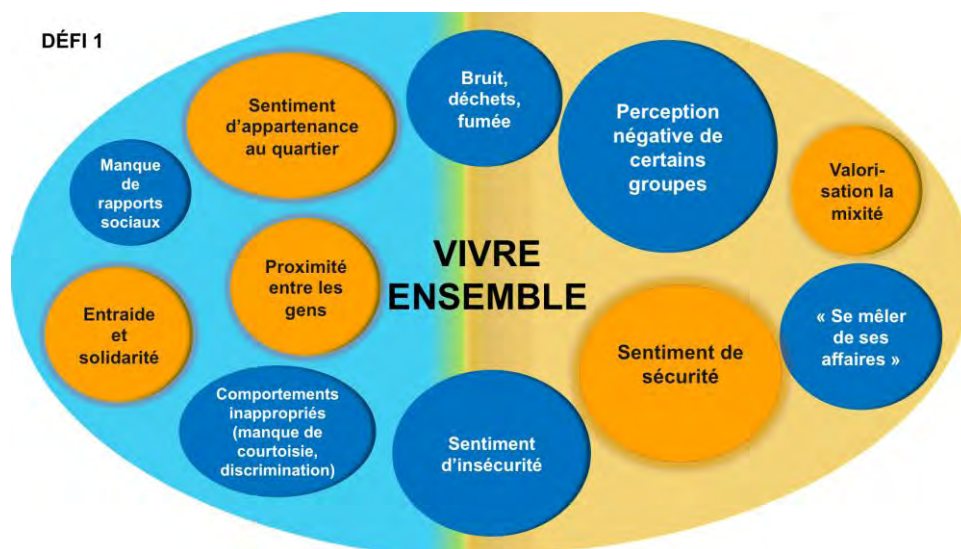 DÉFI 1
Sentiment
d'appartenance
au quartier
Bruit,
déchets,
fumée
Perception
négative de
certains
groupes
Manque
de
rapports
sociaux
Valori-
sation la
mixité
Proximité
entre les
gens
VIVRE
ENSEMBLE
Entraide
et
solidarité
« Se mêler
de ses
affaires »
Sentiment de
sécurité
Comportements
inappropriés
(manque de
courtoisie,
discrimination)
Sentiment
d'insécurité